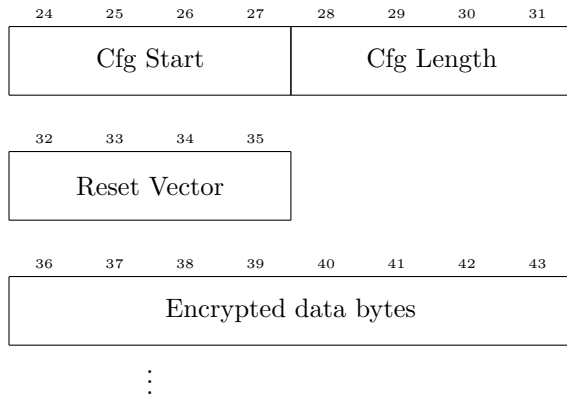 24 25 26 27 28 29 30 31
Cfg Start Cfg Length
32 33 34 35
Reset Vector
36 37 38 39 40 41 42 43
Encrypted data bytes
⋮